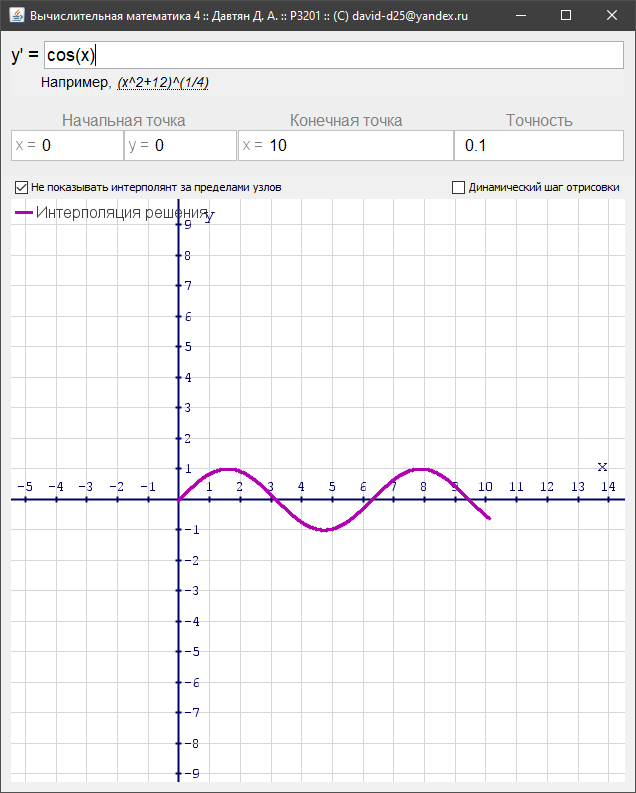 Вычислительная математика 4 :: Давтян Д. А. :: P3201 :: (C) david-d25@yandex.ru
y' = cos(x)
Например, (x^2+12)^(1/4)
Начальная точка Конечная точка Точность
x = 0 y = 0 x = 10 0.1
Не показывать интерполянт за пределами узлов Динамический шаг отрисовки
Интерполяция решения y
9
8
7
6
5
4
3
2
1 x
-5 -4 -3 -2 -1 1 2 3 4 5 6 7 8 9 10 11 12 13 14
-1
-2
-3
-4
-5
-6
-7
-8
-9